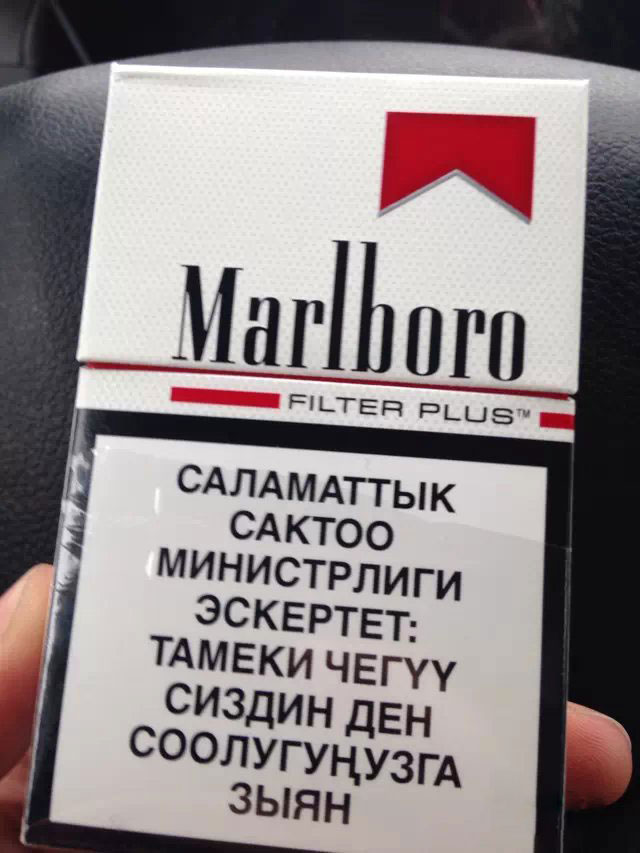 Marlboro
FILTER PLUS™
САЛАМАТТЫК
САКТОО
МИНИСТРЛИГИ
ЭСКЕРТЕТ:
ТАМЕКИ ЧЕГҮҮ
СИЗДИН ДЕН
СООЛУГУҢУЗГА
ЗЫЯН